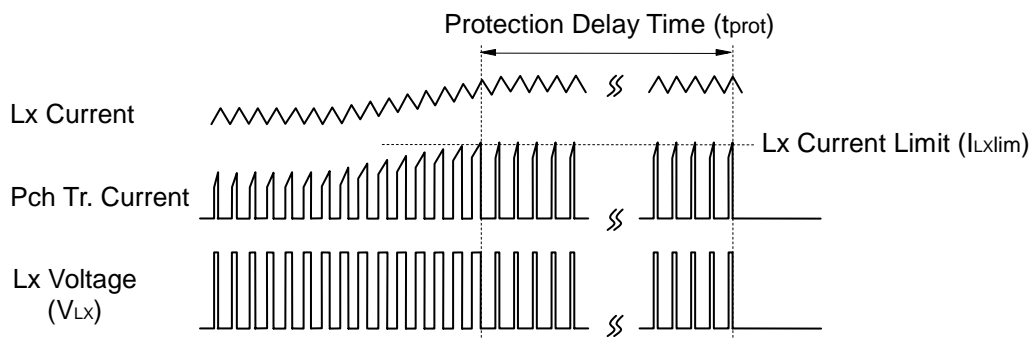 Protection Delay Time (tprot)
Lx Current
Lx Current Limit (ILXlim)
Pch Tr. Current
Lx Voltage
(VLX)